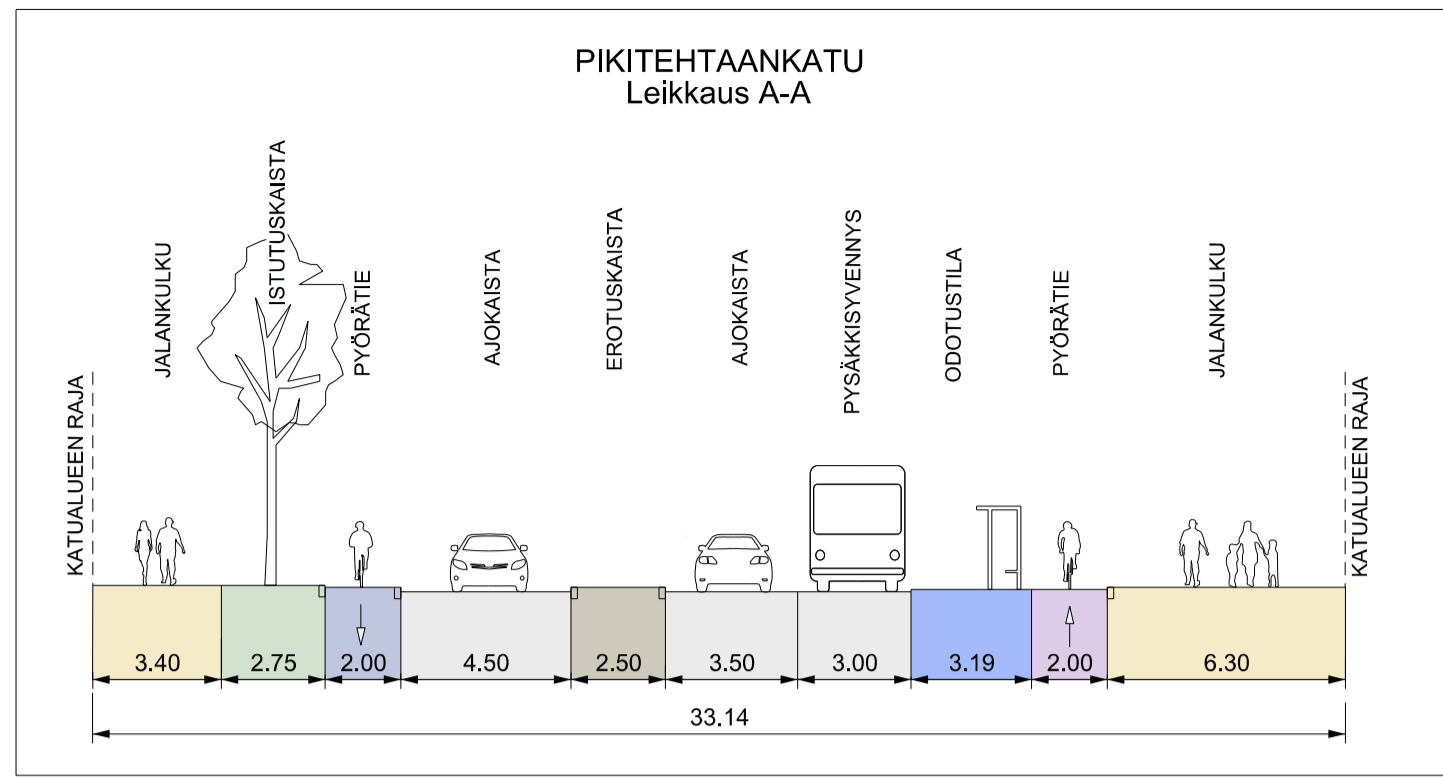 PIKITEHTAANKATU
Leikkaus A-A
KATUALUEEN RAJA
JALANKULKU
ISTUTUSKAISTA
PYÖRÄTIE
AJOKAISTA
EROTUSKAISTA
AJOKAISTA
PYSÄKKISYVENNYS
ODOTUSTILA
PYÖRÄTIE
JALANKULKU
KATUALUEEN RAJA
3.40 2.75 2.00 4.50 2.50 3.50 3.00 3.19 2.00 6.30
33.14